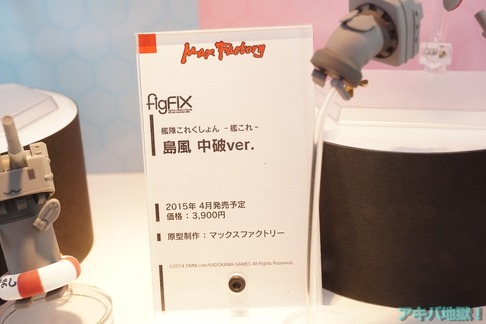 Max Factory
figFIX
艦隊これくしょん －艦これ－
島風 中破ver.
2015年 4月発売予定
価格：3,900円
原型制作：マックスファクトリー
©2014 DMM.com/KADOKAWA GAMES All Rights Reserved.
アキバ地獄！